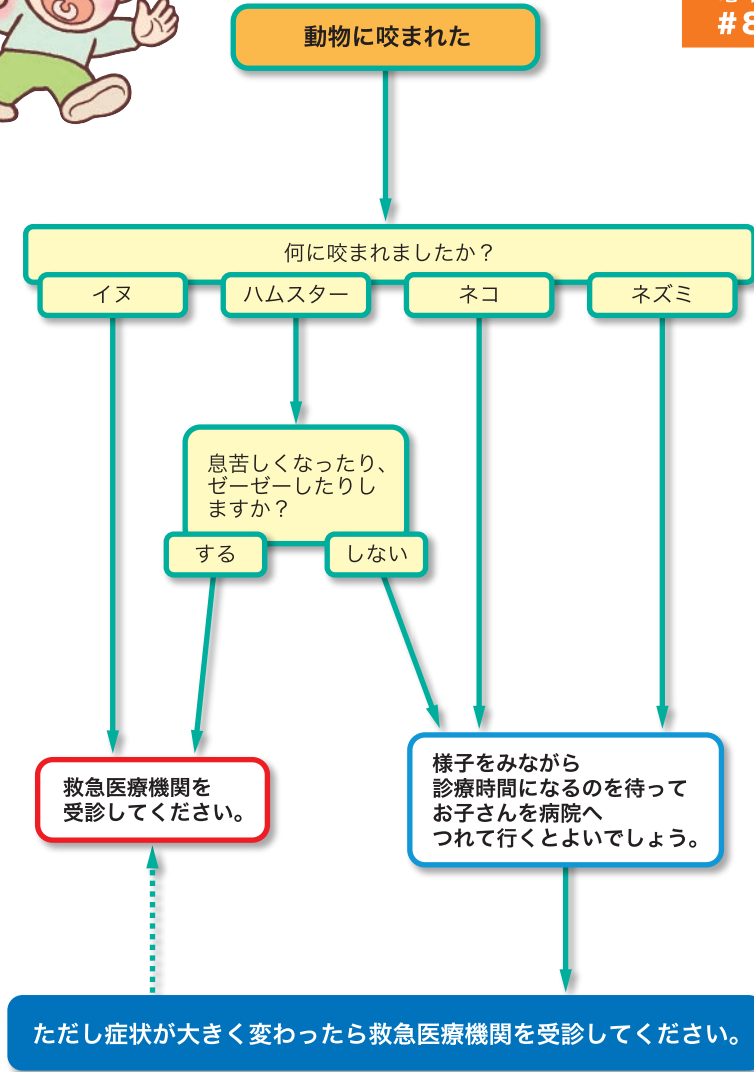 #8
動物に咬まれた
何に咬まれましたか？
イヌ
ハムスター
ネコ
ネズミ
息苦しくなったり、
ゼーゼーしたりし
ますか？
する
しない
救急医療機関を
受診してください。
様子をみながら
診療時間になるのを待って
お子さんを病院へ
つれて行くとよいでしょう。
ただし症状が大きく変わったら救急医療機関を受診してください。